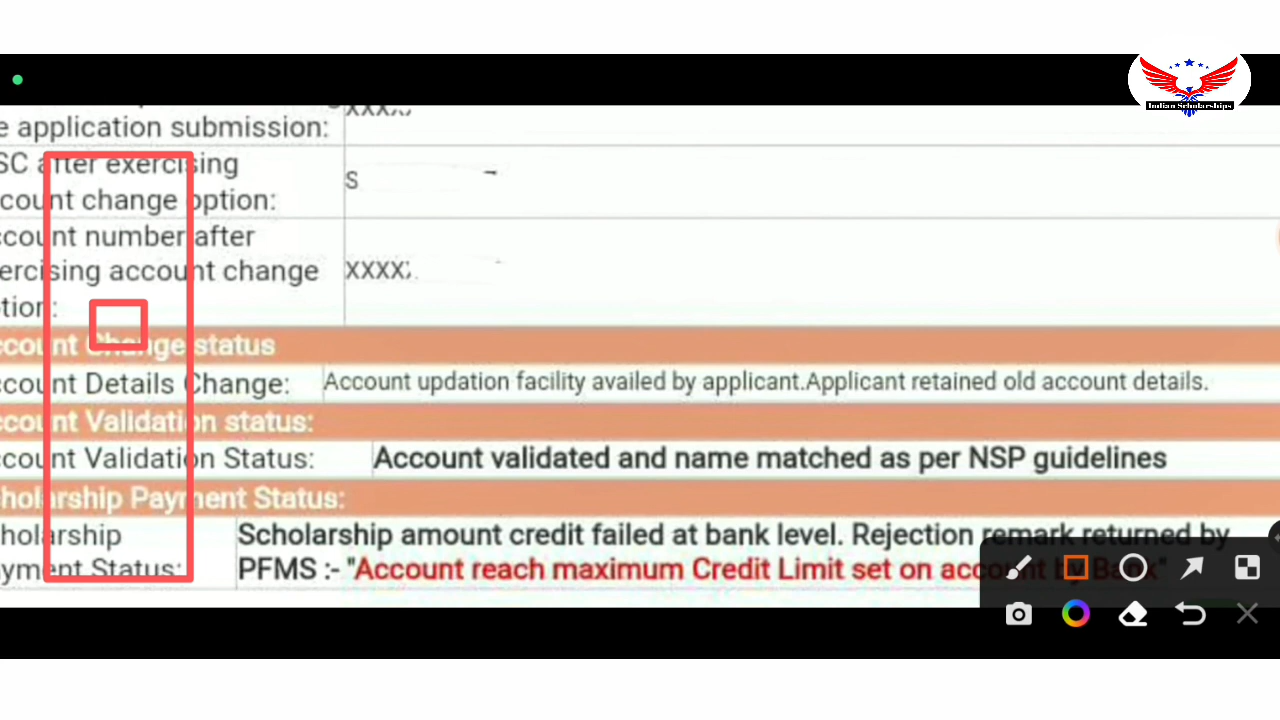 Indian Scholarships
e application submission:
SC after exercising
count change option:
S
ccount number after
ercising account change
tion:
XXXX
ccount Change status
ccount Details Change: Account updation facility availed by applicant.Applicant retained old account details.
ccount Validation status:
ccount Validation Status: Account validated and name matched as per NSP guidelines
cholarship Payment Status:
holarship
yment Status:
Scholarship amount credit failed at bank level. Rejection remark returned by
PFMS :- "Account reach maximum Credit Limit set on account by Bank"